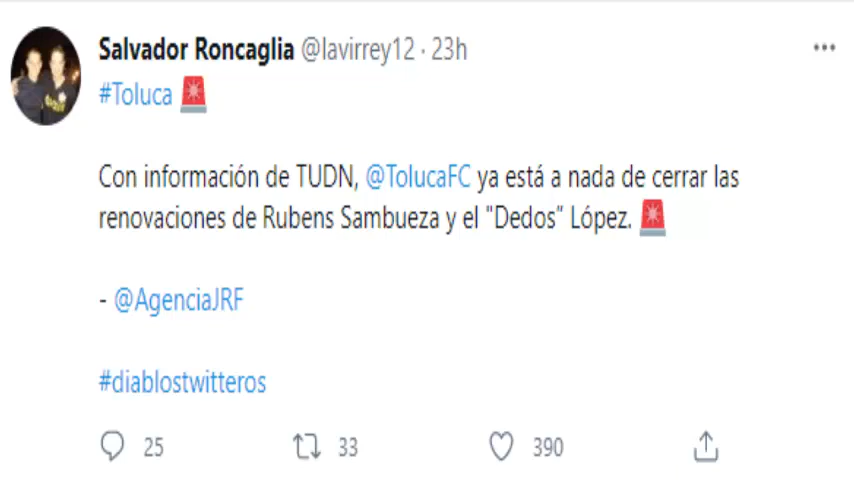 Salvador Roncaglia @lavirrey12 · 23h
#Toluca 🚨
Con información de TUDN, @TolucaFC ya está a nada de cerrar las
renovaciones de Rubens Sambueza y el "Dedos" López. 🚨
- @AgenciaJRF
#diablostwitteros
25 33 390